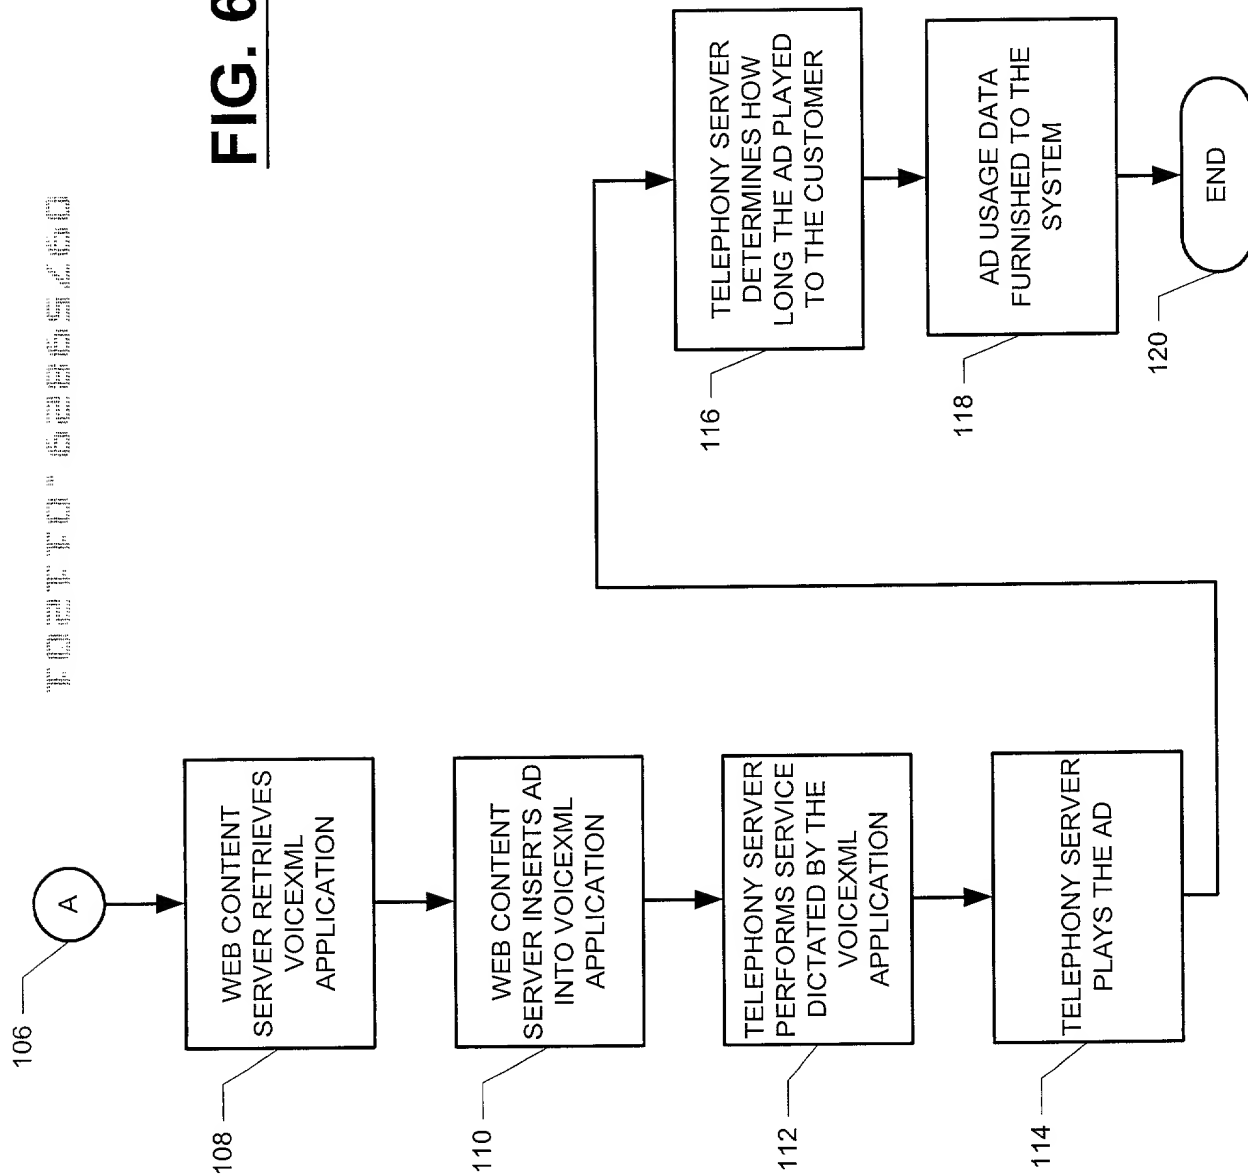 FIG. 6
106
A
108
WEB CONTENT
SERVER RETRIEVES
VOICEXML
APPLICATION
110
WEB CONTENT
SERVER INSERTS AD
INTO VOICEXML
APPLICATION
112
TELEPHONY SERVER
PERFORMS SERVICE
DICTATED BY THE
VOICEXML
APPLICATION
114
TELEPHONY SERVER
PLAYS THE AD
116
TELEPHONY SERVER
DETERMINES HOW
LONG THE AD PLAYED
TO THE CUSTOMER
118
AD USAGE DATA
FURNISHED TO THE
SYSTEM
120
END